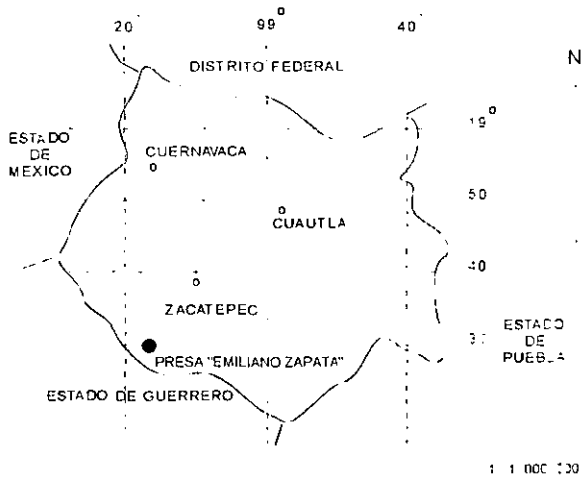 20
99°
40
DISTRITO FEDERAL
N
19°
ESTADO
DE
MEXICO
CUERNAVACA
50
CUAUTLA
40
ZACATEPEC
ESTADO
DE
PUEBLA
PRESA "EMILIANO ZAPATA"
ESTADO DE GUERRERO